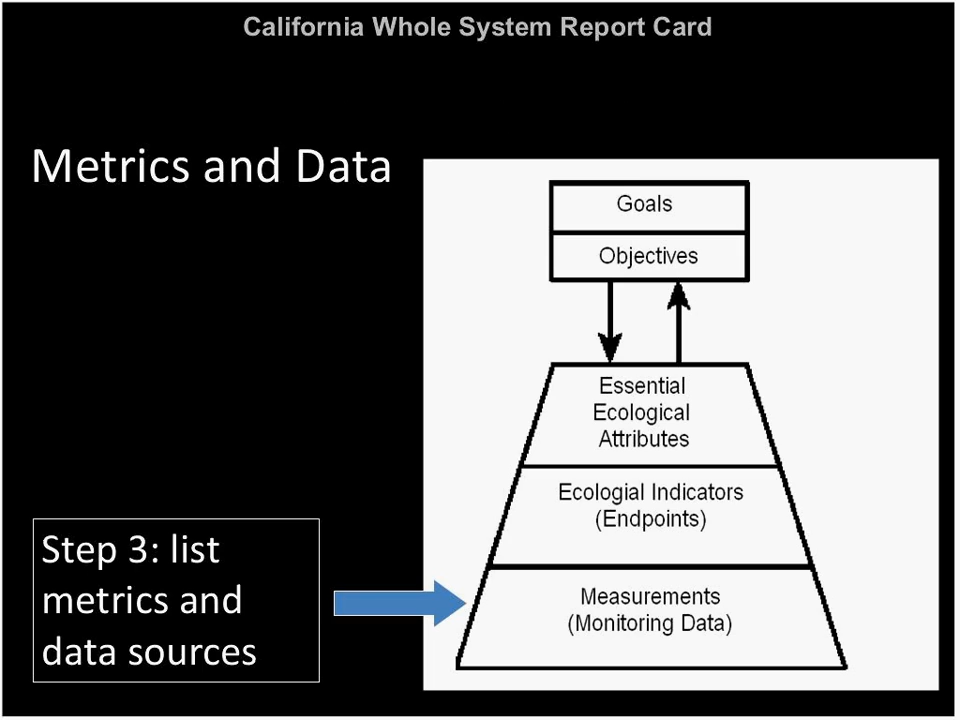 California Whole System Report Card
Metrics and Data
Goals
Objectives
Essential
Ecological
Attributes
Ecologial Indicators
(Endpoints)
Step 3: list
metrics and
data sources
Measurements
(Monitoring Data)